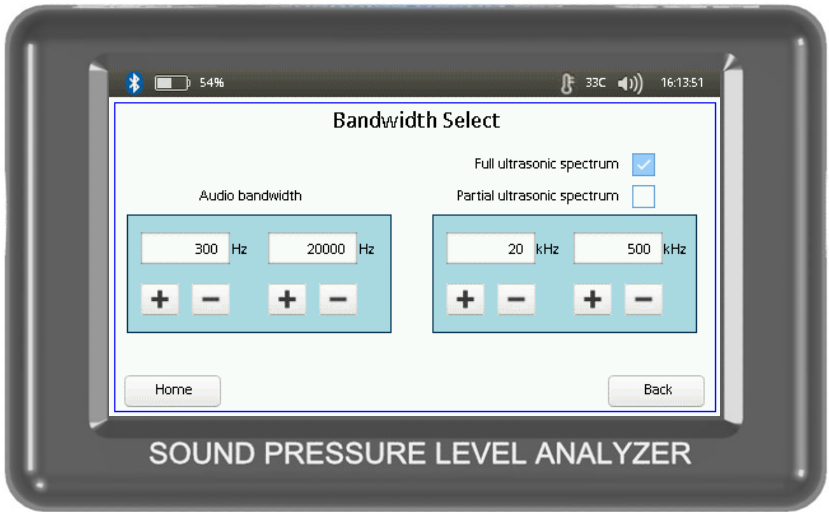 54% 33C 16:13:51
Bandwidth Select
Full ultrasonic spectrum
Audio bandwidth Partial ultrasonic spectrum
300 Hz 20000 Hz 20 kHz 500 kHz
+ − + − + − + −
Home Back
SOUND PRESSURE LEVEL ANALYZER